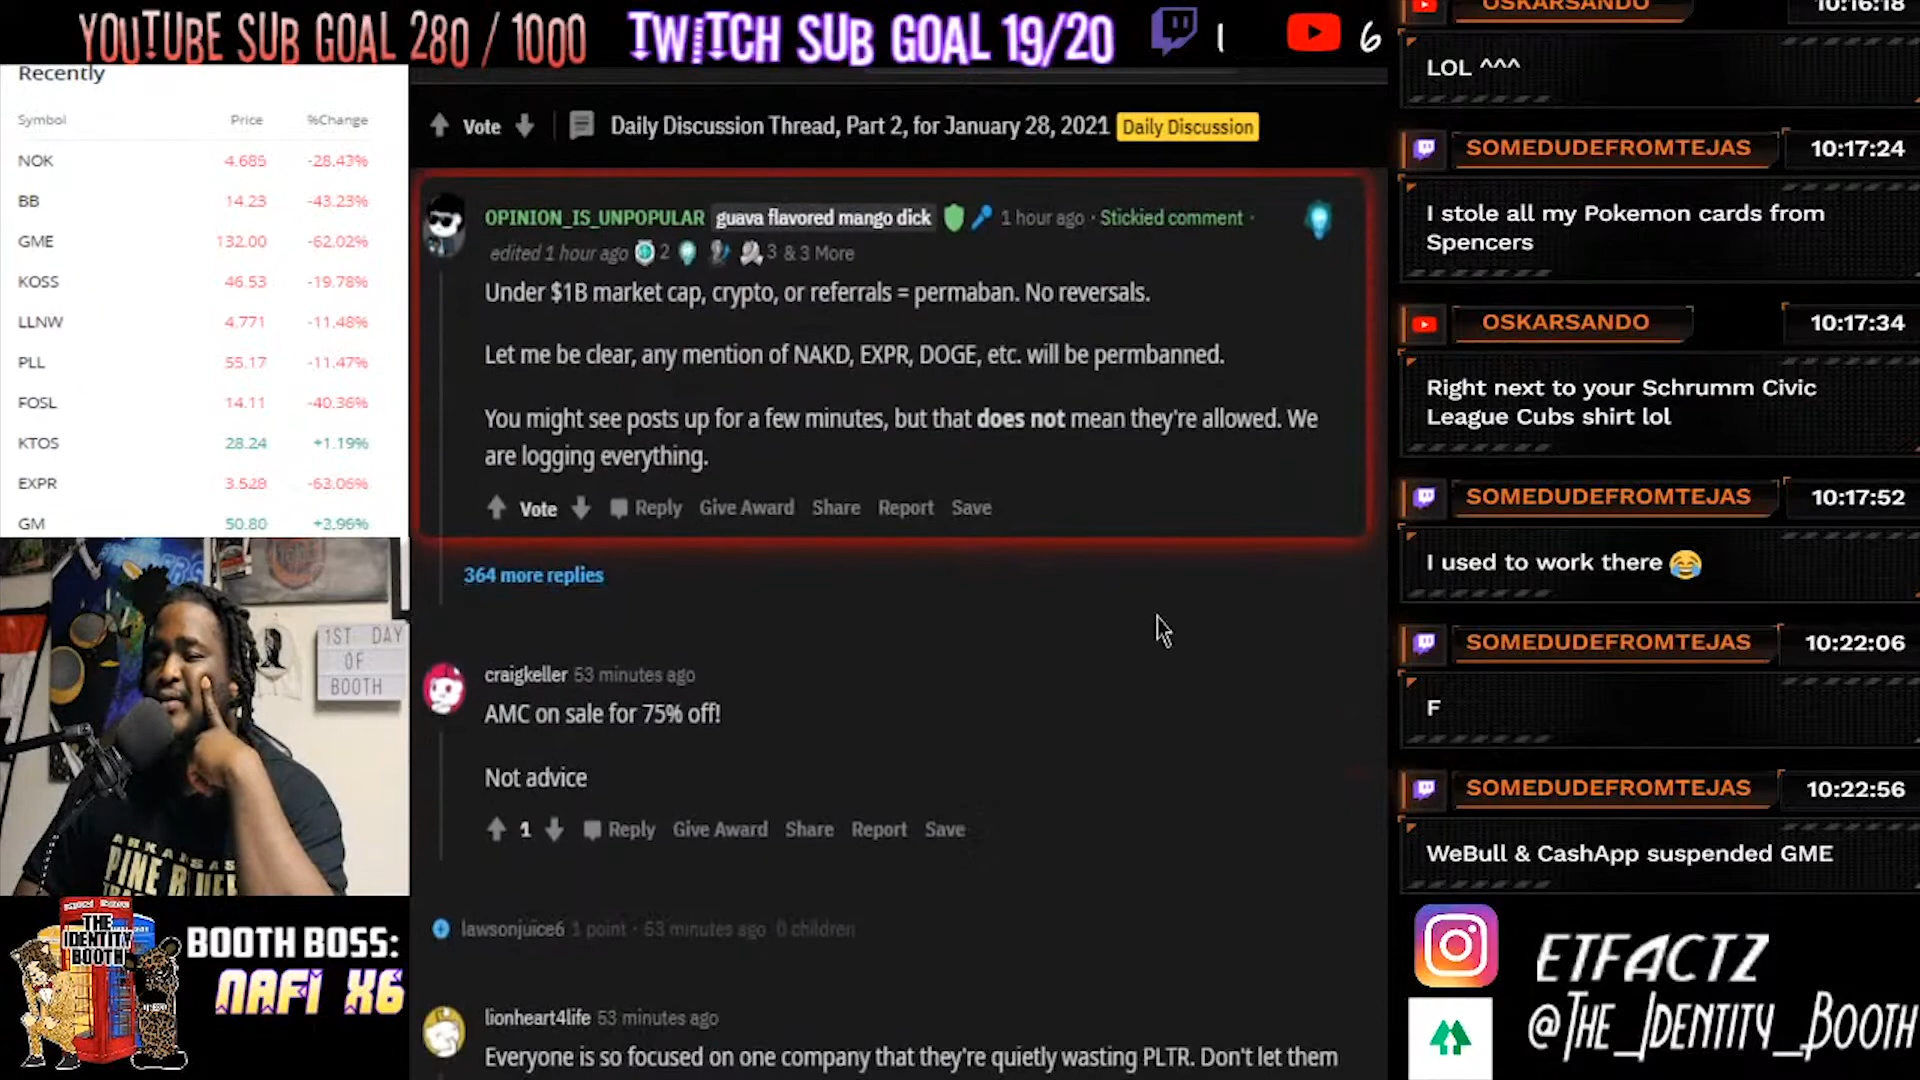 YOUTUBE SUB GOAL 280 / 1000
TWITCH SUB GOAL 19/20
1
6
Recently
Symbol Price %Change
NOK 4.685 -28.43%
BB 14.23 -43.23%
GME 132.00 -62.02%
KOSS 46.53 -19.78%
LLNW 4.771 -11.48%
PLL 55.17 -11.47%
FOSL 14.11 -40.36%
KTOS 28.24 +1.19%
EXPR 3.528 -63.06%
GM 50.80 +2.96%
1ST DAY
OF
BOOTH
ARKANSAS
PINE BLUFF
THE
IDENTITY
BOOTH
BOOTH BOSS:
NAFI X6
Vote Daily Discussion Thread, Part 2, for January 28, 2021 Daily Discussion
OPINION_IS_UNPOPULAR guava flavored mango dick 1 hour ago · Stickied comment ·
edited 1 hour ago 2 3 & 3 More
Under $1B market cap, crypto, or referrals = permaban. No reversals.
Let me be clear, any mention of NAKD, EXPR, DOGE, etc. will be permbanned.
You might see posts up for a few minutes, but that does not mean they're allowed. We
are logging everything.
Vote Reply Give Award Share Report Save
364 more replies
craigkeller 53 minutes ago
AMC on sale for 75% off!
Not advice
1 Reply Give Award Share Report Save
lawsonjuice6 1 point · 53 minutes ago 0 children
lionheart4life 53 minutes ago
Everyone is so focused on one company that they're quietly wasting PLTR. Don't let them
OSKARSANDO 10:16:18
LOL ^^^
SOMEDUDEFROMTEJAS 10:17:24
I stole all my Pokemon cards from
Spencers
OSKARSANDO 10:17:34
Right next to your Schrumm Civic
League Cubs shirt lol
SOMEDUDEFROMTEJAS 10:17:52
I used to work there 😂
SOMEDUDEFROMTEJAS 10:22:06
F
SOMEDUDEFROMTEJAS 10:22:56
WeBull & CashApp suspended GME
ETFACTZ
@THE_IDENTITY_BOOTH